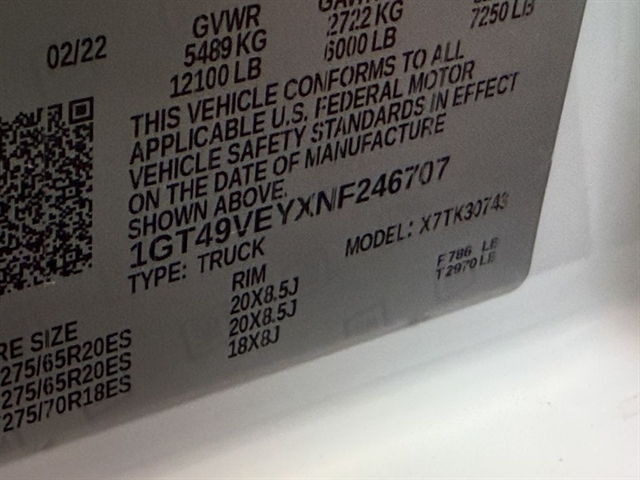 GVWR
02/22 5489 KG 2722 KG
12100 LB 6000 LB 7250 LB
THIS VEHICLE CONFORMS TO ALL
APPLICABLE U.S. FEDERAL MOTOR
VEHICLE SAFETY STANDARDS IN EFFECT
ON THE DATE OF MANUFACTURE
SHOWN ABOVE.
1GT49VEYXNF246707
TYPE: TRUCK MODEL: X7TK30743
RIM F 786 LB
20X8.5J T 2970 LB
20X8.5J
18X8J
RE SIZE
275/65R20ES
275/65R20ES
275/70R18ES